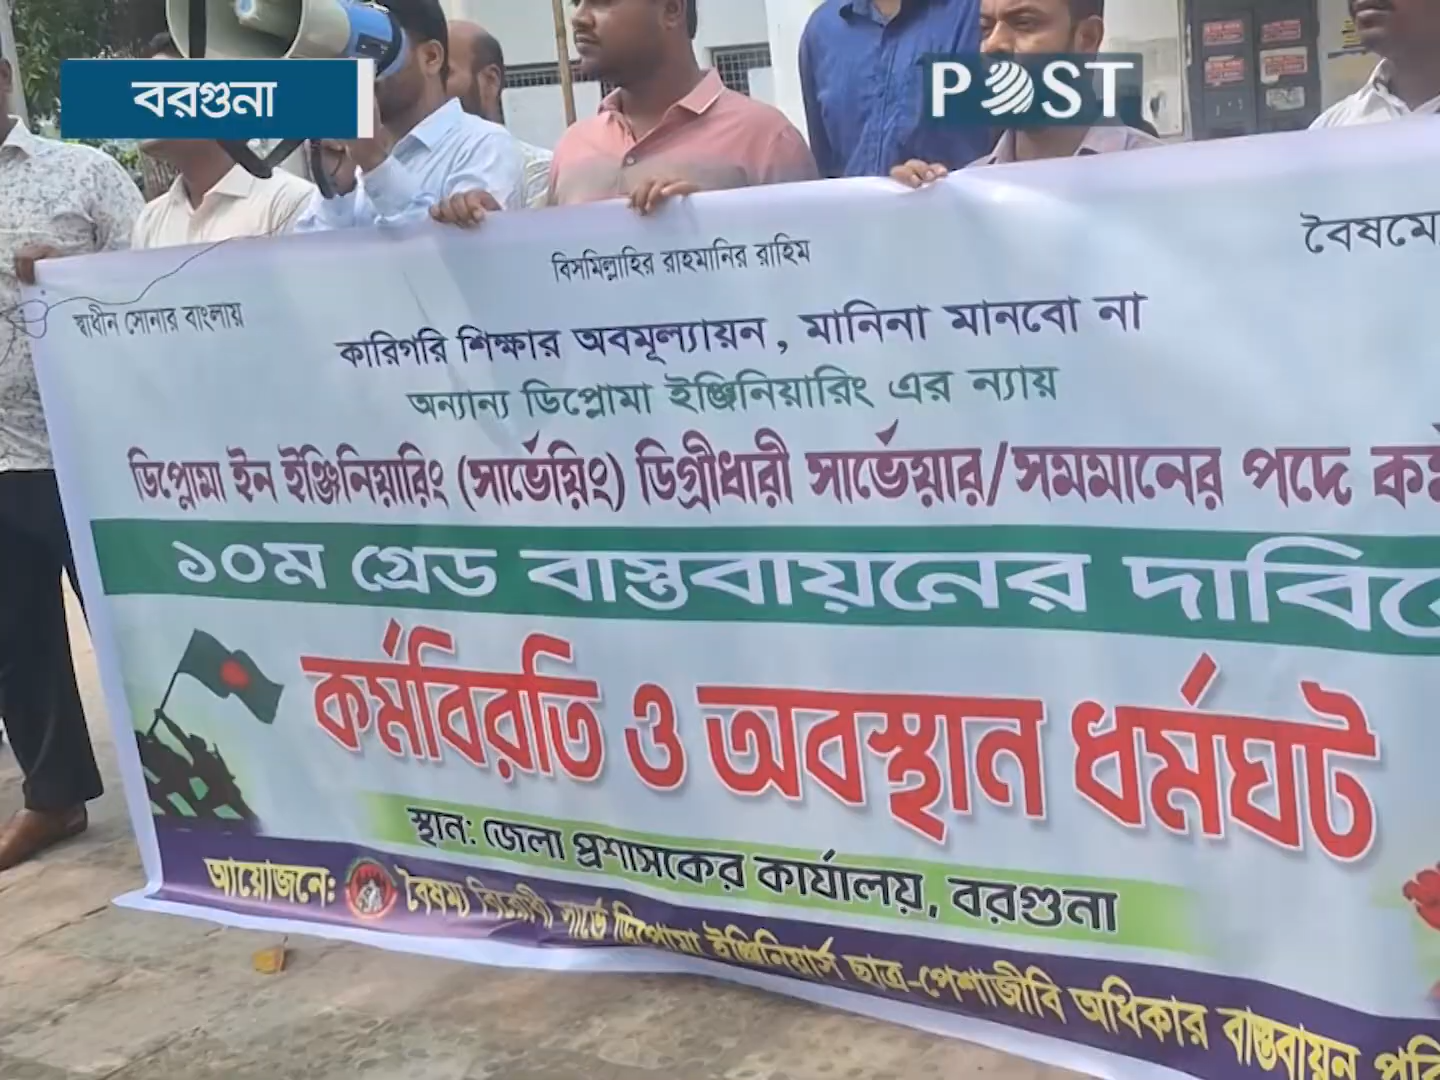 বরগুনা
POST
বিসমিল্লাহির রাহমানির রাহিম
স্বাধীন সোনার বাংলায়
কারিগরি শিক্ষার অবমূল্যায়ন, মানিনা মানবো না
অন্যান্য ডিপ্লোমা ইঞ্জিনিয়ারিং এর ন্যায়
ডিপ্লোমা ইন ইঞ্জিনিয়ারিং (সার্ভেয়িং) ডিগ্রীধারী সার্ভেয়ার/সমমানের পদে
১০ম গ্রেড বাস্তবায়নের
কর্মবিরতি ও অবস্থান ধর্মঘট
স্থান: জেলা প্রশাসকের কার্যালয়, বরগুনা
আয়োজনে: বৈষম্য বিরোধী সার্ভে ডিপ্লোমা ইঞ্জিনিয়ার্স ছাত্র-পেশাজীবি অধিকার বাস্তবায়ন